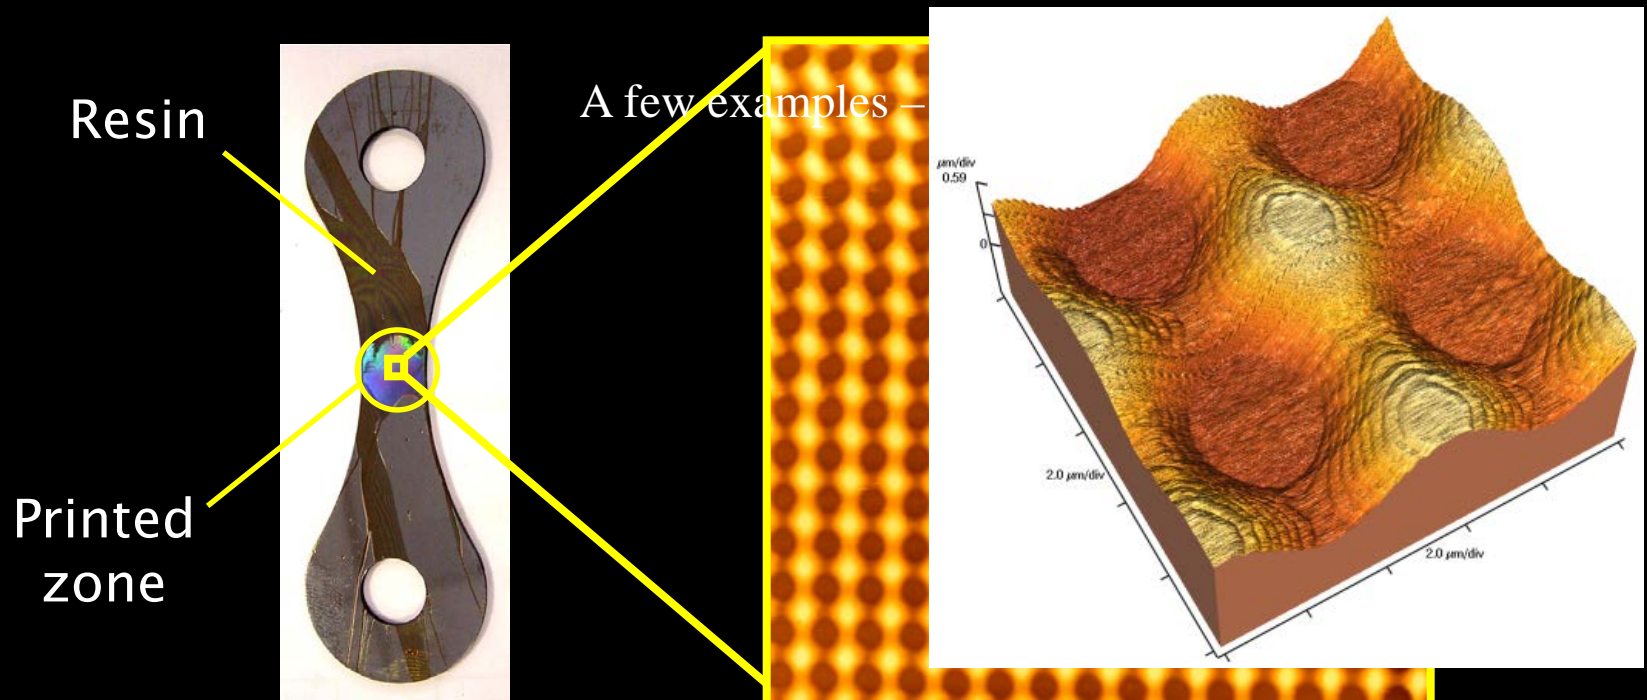 Resin
A few examples –
µm/div
0.59
0
2.0 µm/div
2.0 µm/div
Printed
zone